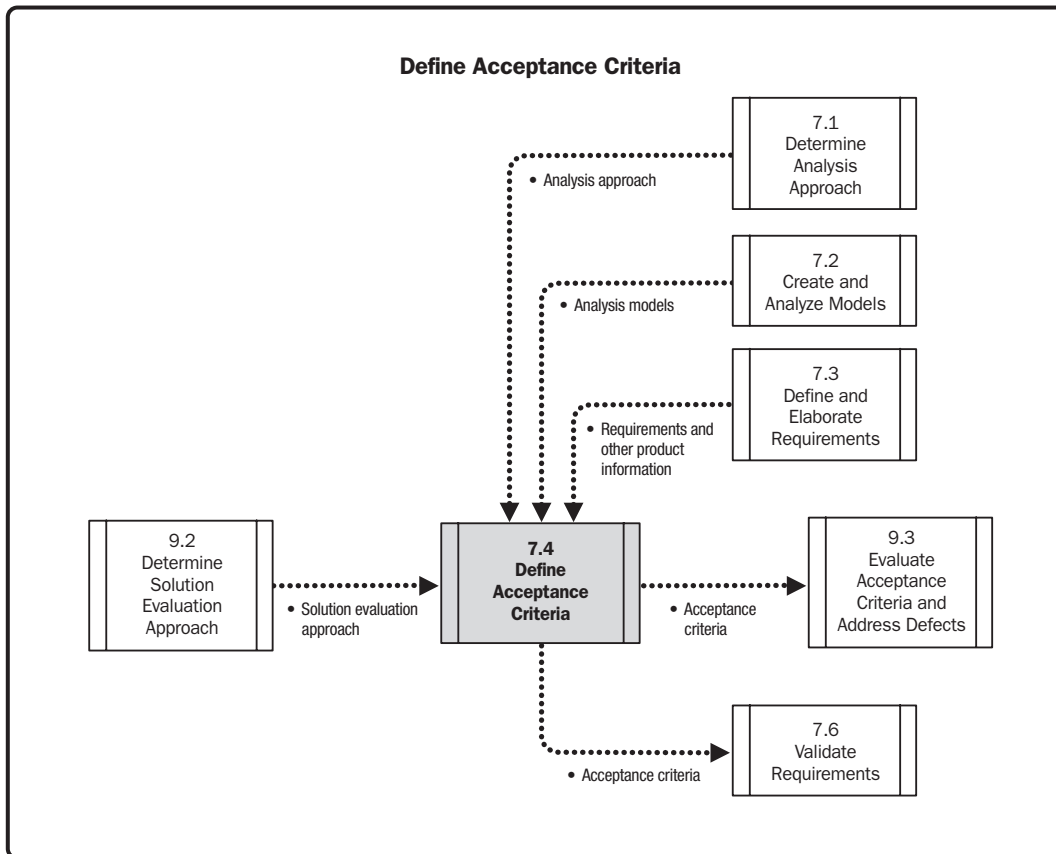 Define Acceptance Criteria
7.1
Determine
Analysis
Approach
• Analysis approach
7.2
Create and
Analyze Models
• Analysis models
7.3
Define and
Elaborate
Requirements
• Requirements and
other product
information
9.2
Determine
Solution
Evaluation
Approach
• Solution evaluation
approach
7.4
Define
Acceptance
Criteria
• Acceptance
criteria
9.3
Evaluate
Acceptance
Criteria and
Address Defects
7.6
Validate
Requirements
• Acceptance criteria